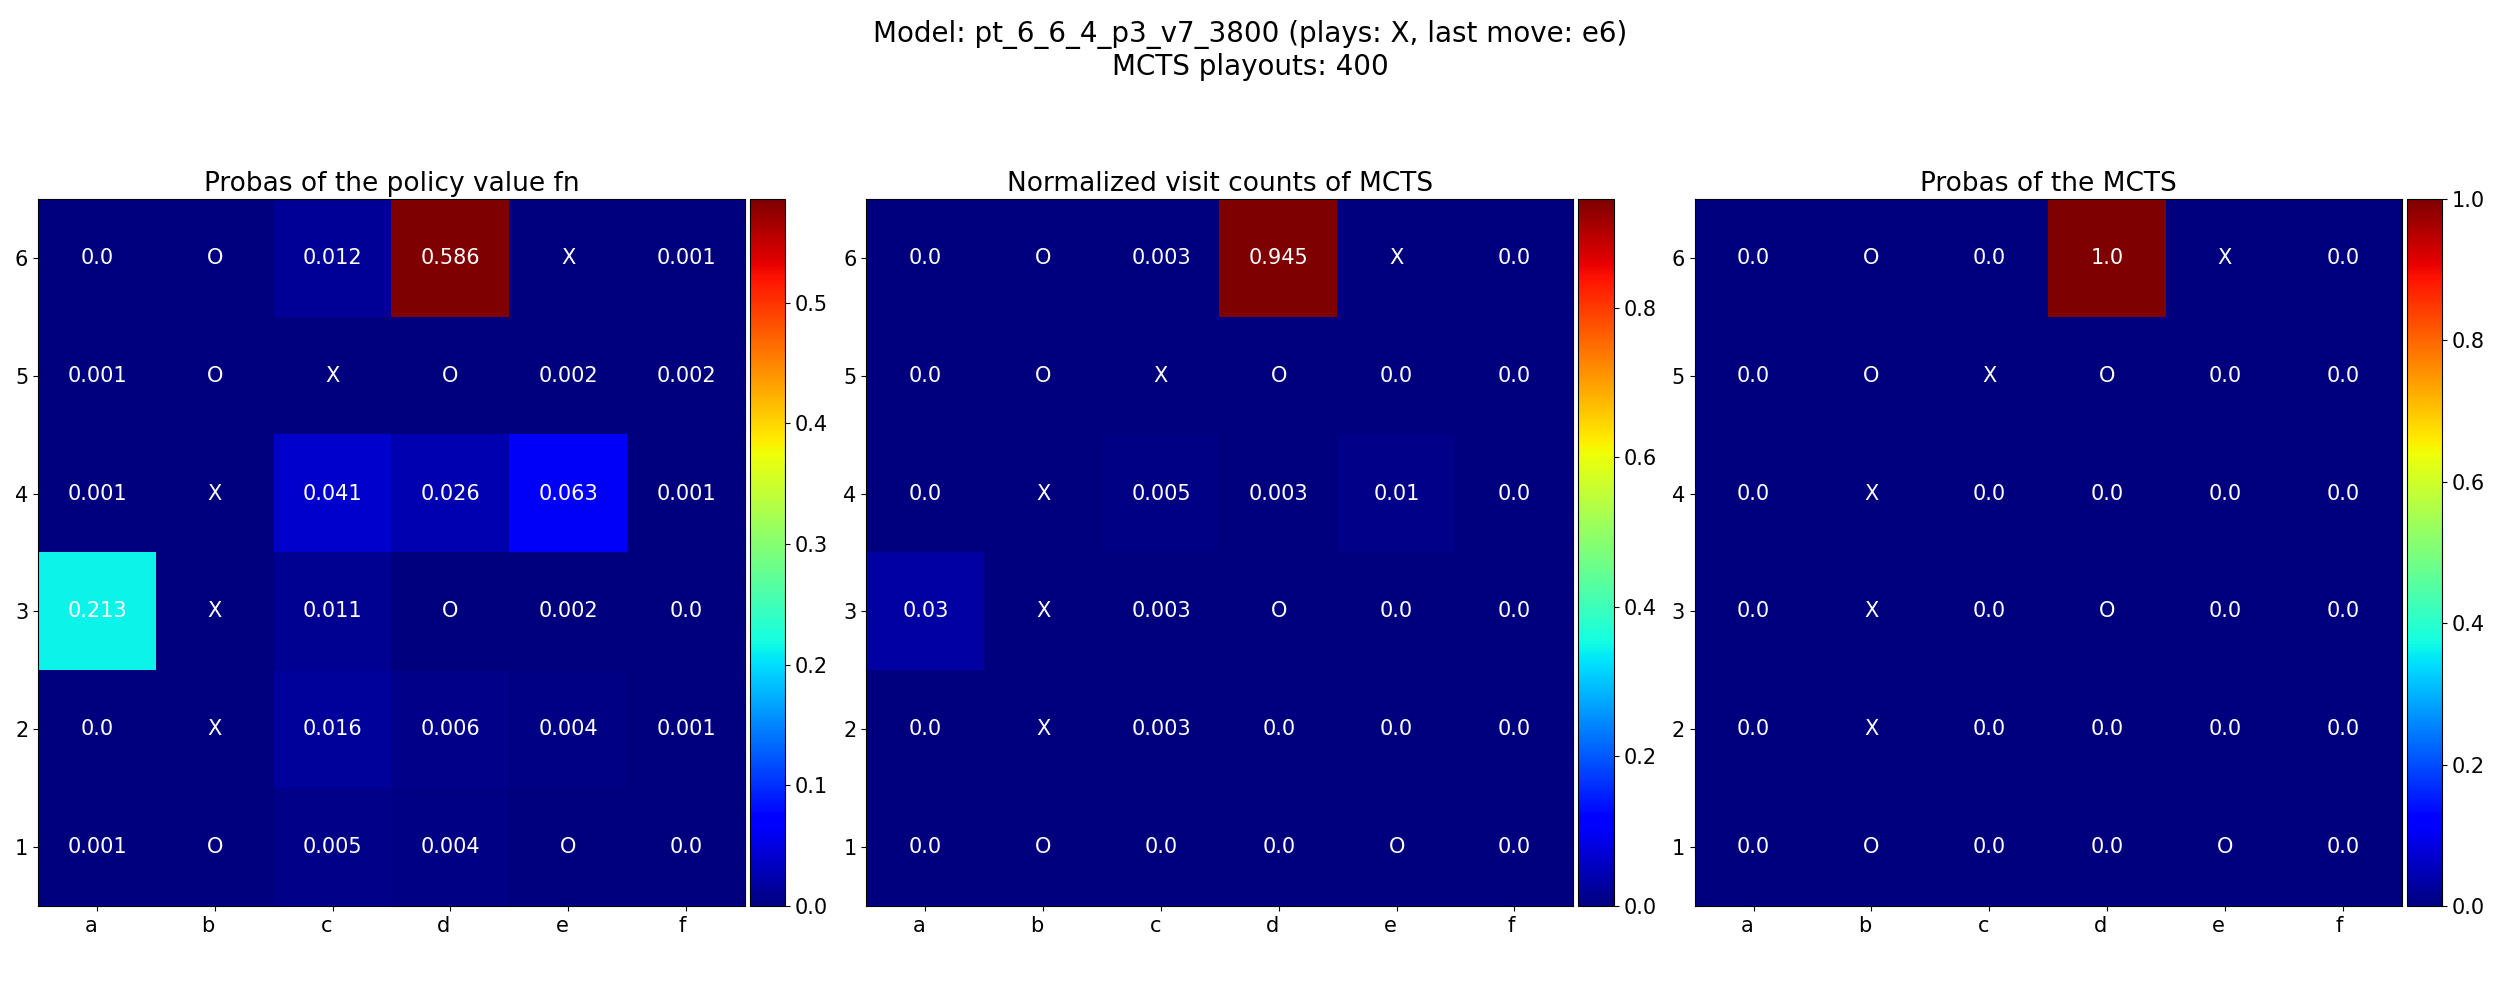 Model: pt_6_6_4_p3_v7_3800 (plays: X, last move: e6)
MCTS playouts: 400
Probas of the policy value fn
6 0.0 O 0.012 0.586 X 0.001
5 0.001 O X O 0.002 0.002
4 0.001 X 0.041 0.026 0.063 0.001
3 0.213 X 0.011 O 0.002 0.0
2 0.0 X 0.016 0.006 0.004 0.001
1 0.001 O 0.005 0.004 O 0.0
a b c d e f
0.5
0.4
0.3
0.2
0.1
0.0
Normalized visit counts of MCTS
6 0.0 O 0.003 0.945 X 0.0
5 0.0 O X O 0.0 0.0
4 0.0 X 0.005 0.003 0.01 0.0
3 0.03 X 0.003 O 0.0 0.0
2 0.0 X 0.003 0.0 0.0 0.0
1 0.0 O 0.0 0.0 O 0.0
a b c d e f
0.8
0.6
0.4
0.2
0.0
Probas of the MCTS
6 0.0 O 0.0 1.0 X 0.0
5 0.0 O X O 0.0 0.0
4 0.0 X 0.0 0.0 0.0 0.0
3 0.0 X 0.0 O 0.0 0.0
2 0.0 X 0.0 0.0 0.0 0.0
1 0.0 O 0.0 0.0 O 0.0
a b c d e f
1.0
0.8
0.6
0.4
0.2
0.0